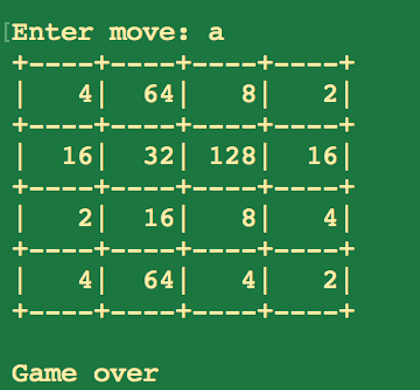 [Enter move: a
+----+----+----+----+
|   4|  64|   8|   2|
+----+----+----+----+
|  16|  32| 128|  16|
+----+----+----+----+
|   2|  16|   8|   4|
+----+----+----+----+
|   4|  64|   4|   2|
+----+----+----+----+
Game over